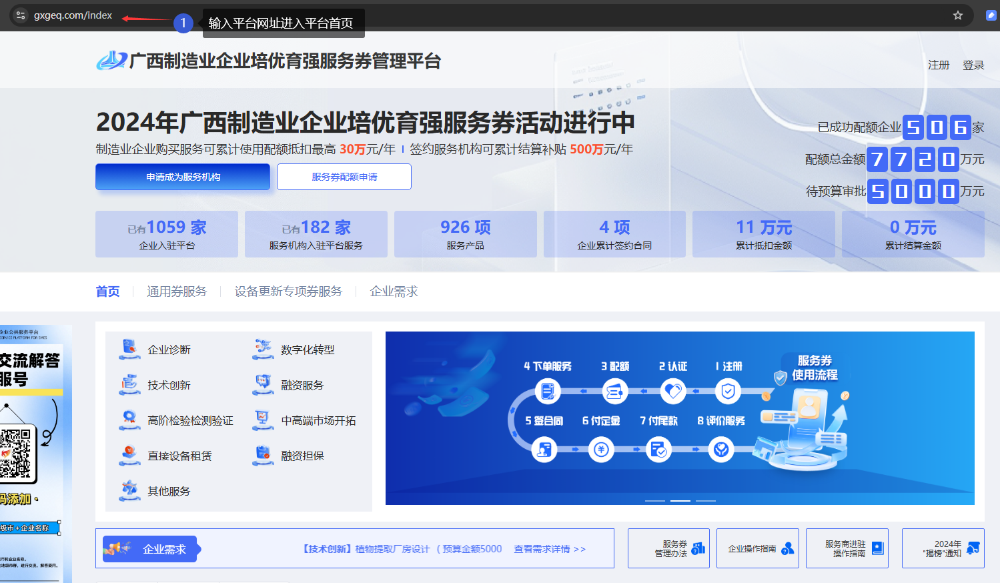 gxgeq.com/index
1
输入平台网址进入平台首页
广西制造业企业培优育强服务券管理平台
注册 登录
2024年广西制造业企业培优育强服务券活动进行中
制造业企业购买服务可累计使用配额抵扣最高 30万元/年 | 签约服务机构可累计结算补贴 500万元/年
申请成为服务机构 服务券配额申请
已成功配额企业506家
配额总金额7720万元
待预算审批5000万元
已有1059 家
企业入驻平台
已有182 家
服务机构入驻平台服务
926 项
服务产品
4 项
企业累计签约合同
11 万元
累计抵扣金额
0 万元
累计结算金额
首页 通用券服务 设备更新专项券服务 企业需求
企业公共服务平台
SERVICE PLATFORM FOR SMES
交流解答
服号
码添加
级市+企业名称
企业诊断 数字化转型
技术创新 融资服务
高阶检验检测验证 中高端市场开拓
直接设备租赁 融资担保
其他服务
服务券
使用流程
4 下单服务 3 配额 2 认证 1 注册
5 签合同 6 付定金 7 付尾款 8 评价服务
企业需求
【技术创新】植物提取厂房设计 （ 预算金额5000 查看需求详情 >>
服务券
管理办法
企业操作指南
服务商进驻
操作指南
2024年
"揭榜"通知